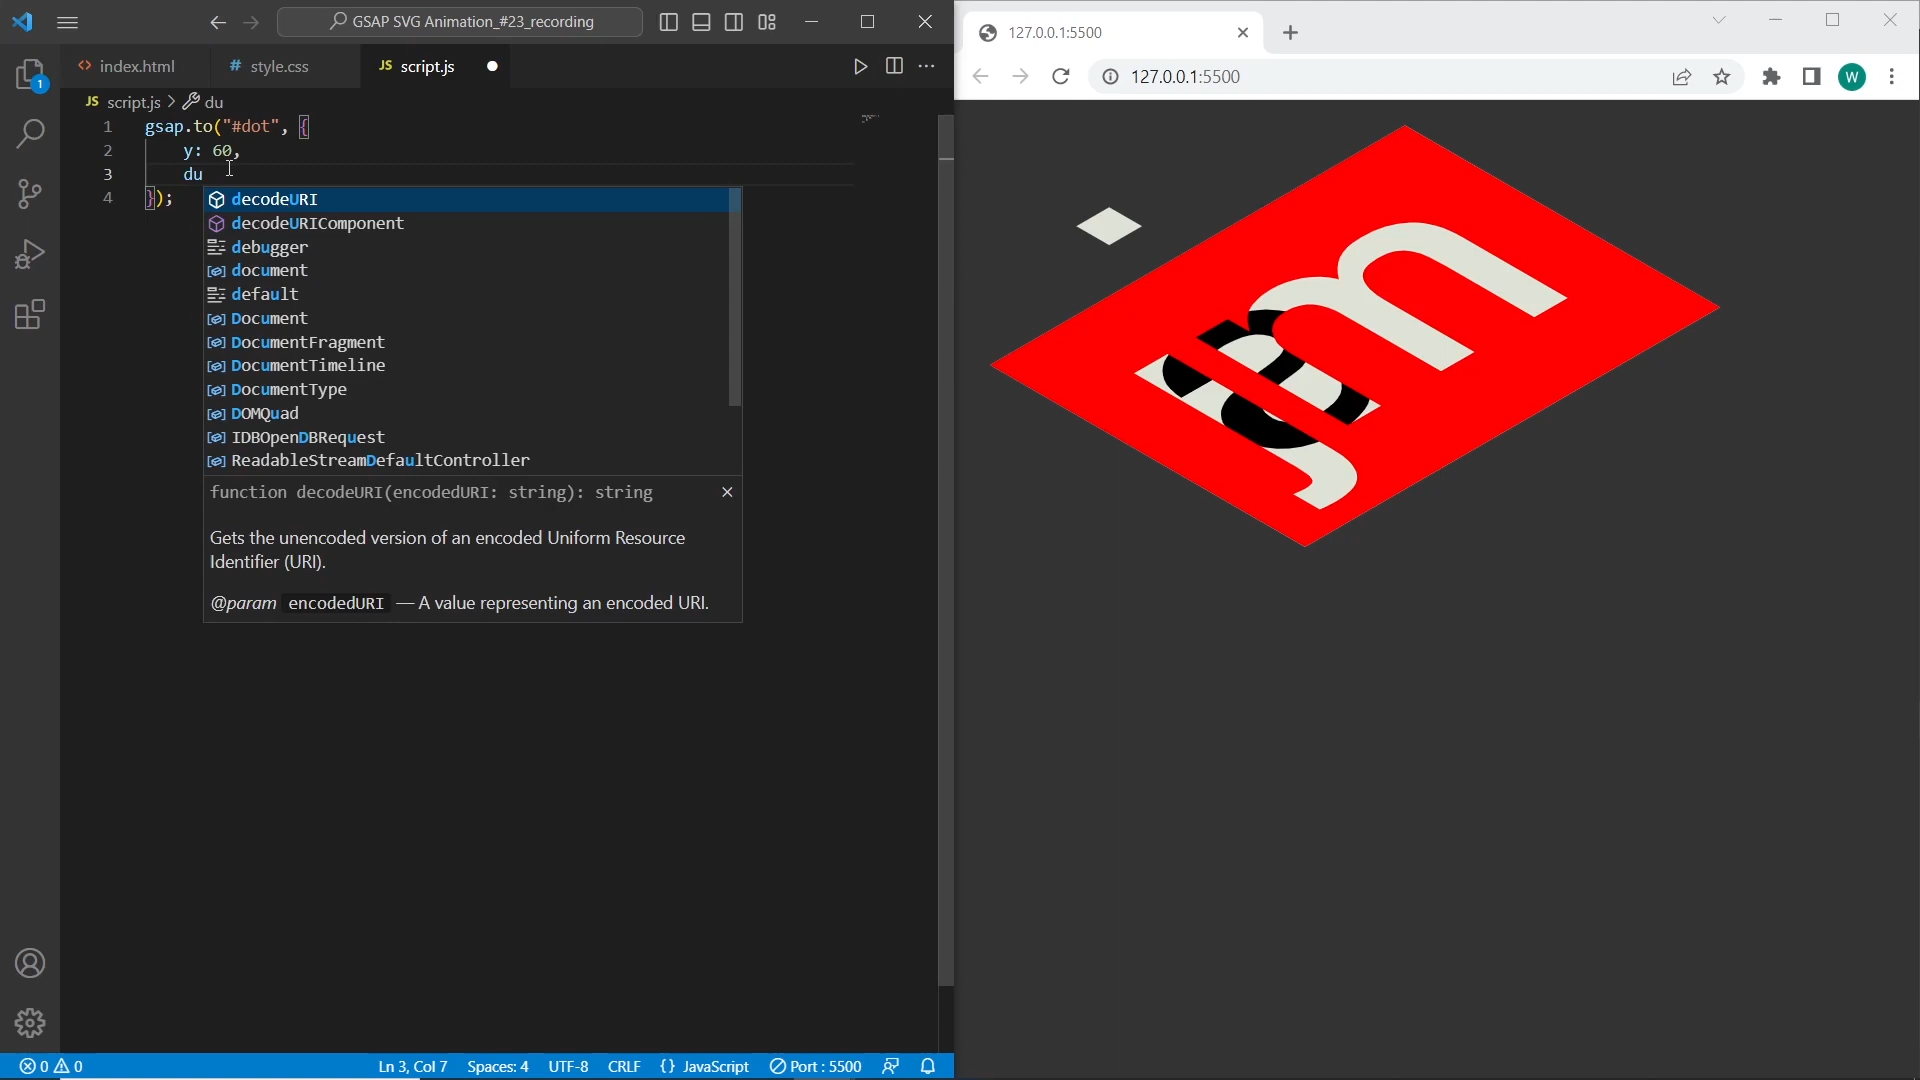 GSAP SVG Animation_#23_recording
127.0.0.1:5500
index.html
style.css
JS script.js
127.0.0.1:5500
W
1
JS script.js > du
1 gsap.to("#dot", {
2 y: 60,
3 du
4 });
decodeURI
decodeURIComponent
debugger
document
default
Document
DocumentFragment
DocumentTimeline
DocumentType
DOMQuad
IDBOpenDBRequest
ReadableStreamDefaultController
function decodeURI(encodedURI: string): string
Gets the unencoded version of an encoded Uniform Resource
Identifier (URI).
@param encodedURI — A value representing an encoded URI.
0 0 Ln 3, Col 7 Spaces: 4 UTF-8 CRLF {} JavaScript Port : 5500